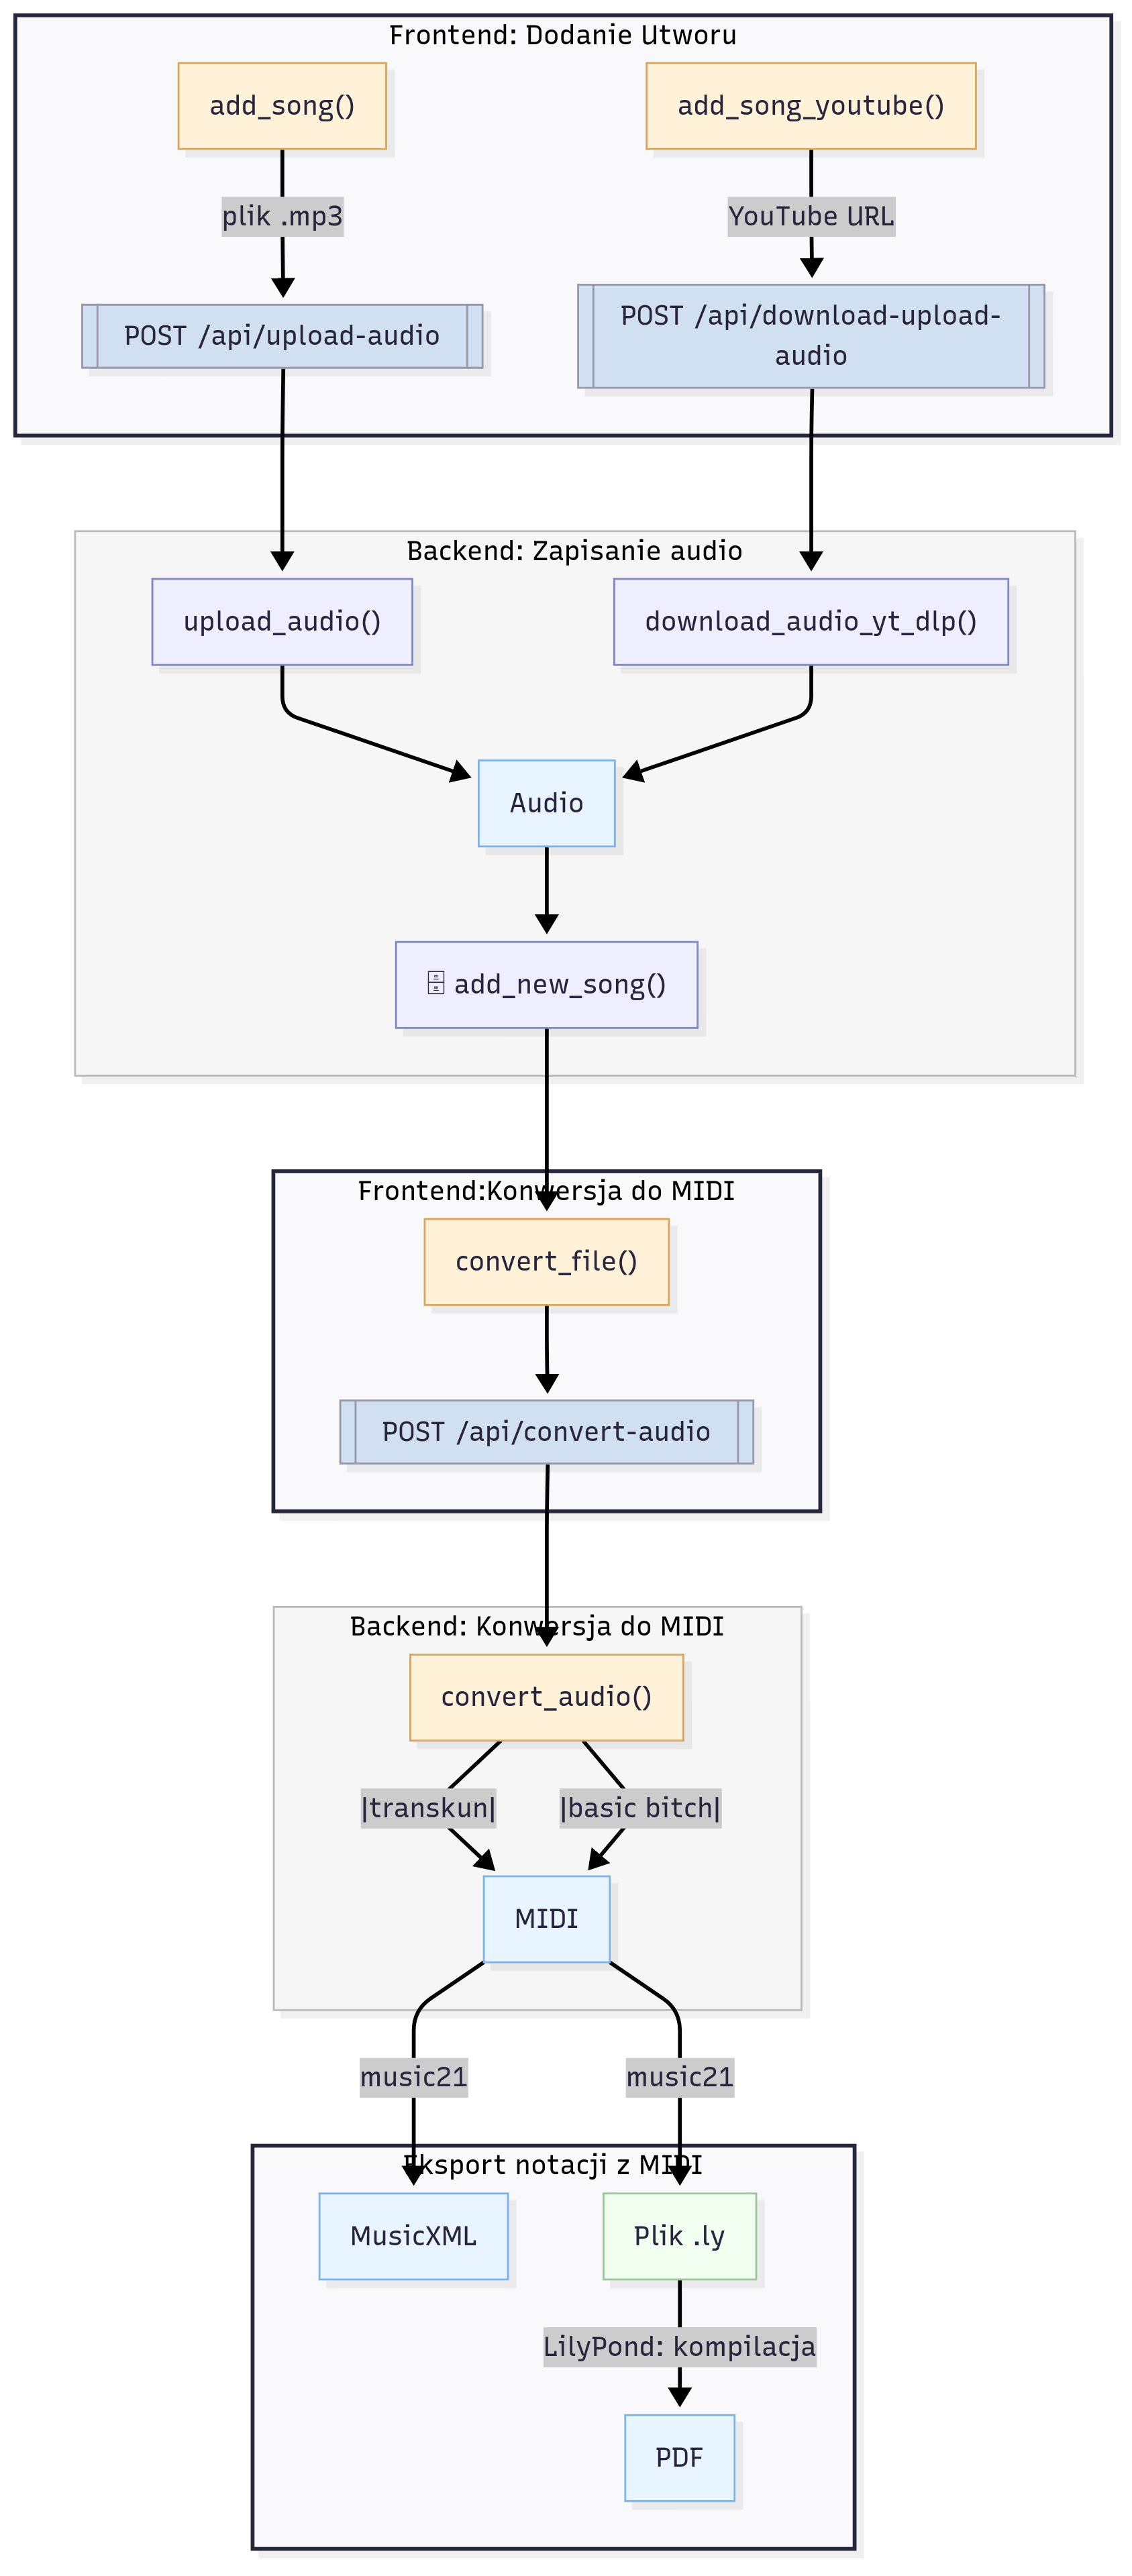 Frontend: Dodanie Utworu
add_song()
add_song_youtube()
plik .mp3
YouTube URL
POST /api/upload-audio
POST /api/download-upload-
audio
Backend: Zapisanie audio
upload_audio()
download_audio_yt_dlp()
Audio
🗄 add_new_song()
Frontend:Konwersja do MIDI
convert_file()
POST /api/convert-audio
Backend: Konwersja do MIDI
convert_audio()
|transkun|
|basic bitch|
MIDI
music21
music21
Eksport notacji z MIDI
MusicXML
Plik .ly
LilyPond: kompilacja
PDF